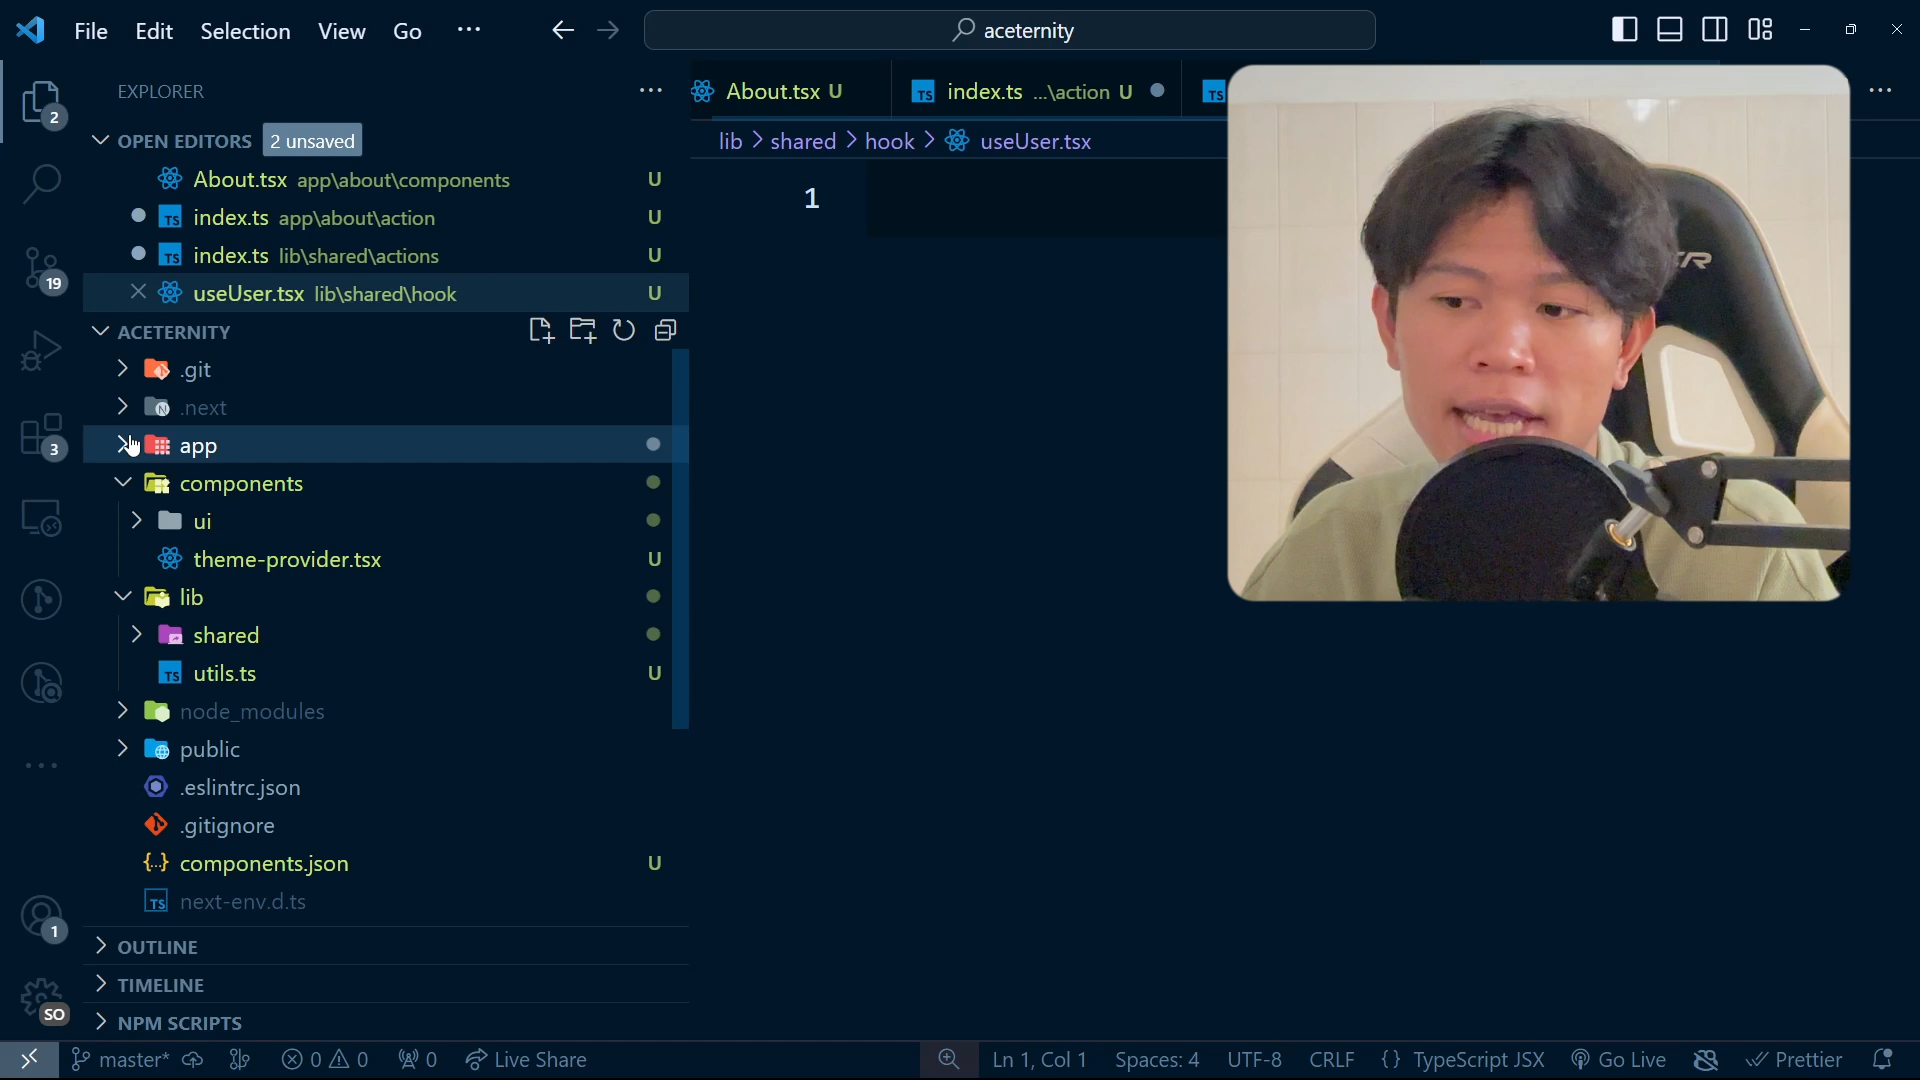 File Edit Selection View Go ···
aceternity
EXPLORER ···
OPEN EDITORS 2 unsaved
About.tsx app\about\components U
index.ts app\about\action U
index.ts lib\shared\actions U
useUser.tsx lib\shared\hook U
ACETERNITY
.git
.next
app
components
ui
theme-provider.tsx U
lib
shared
utils.ts U
node_modules
public
.eslintrc.json
.gitignore
components.json U
next-env.d.ts
OUTLINE
TIMELINE
NPM SCRIPTS
2
19
3
1
SO
About.tsx U
index.ts ...\action U
TS
lib > shared > hook > useUser.tsx
1
master* 0 0 0 Live Share
Ln 1, Col 1 Spaces: 4 UTF-8 CRLF {} TypeScript JSX Go Live Prettier